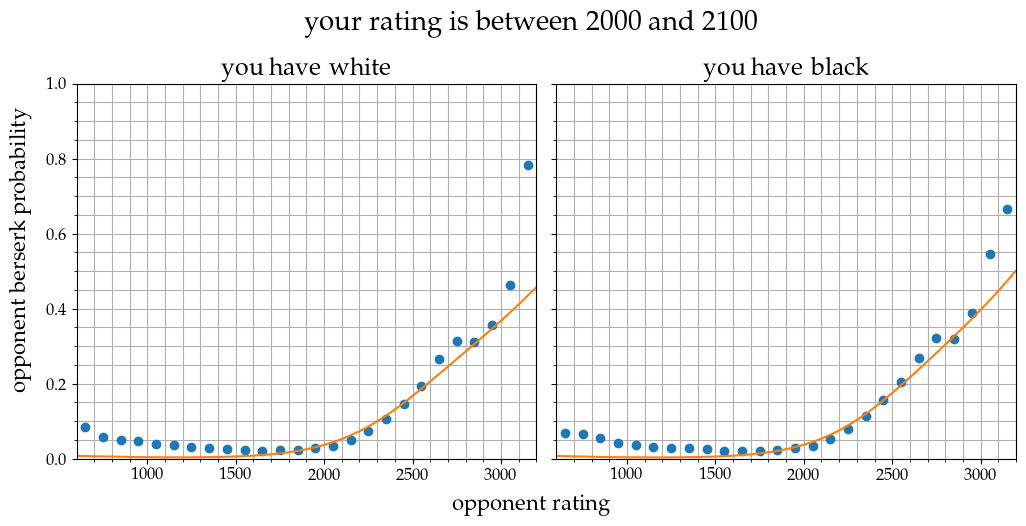 your rating is between 2000 and 2100
you have white
you have black
opponent berserk probability
1.0
0.8
0.6
0.4
0.2
0.0
1000 1500 2000 2500 3000
1000 1500 2000 2500 3000
opponent rating